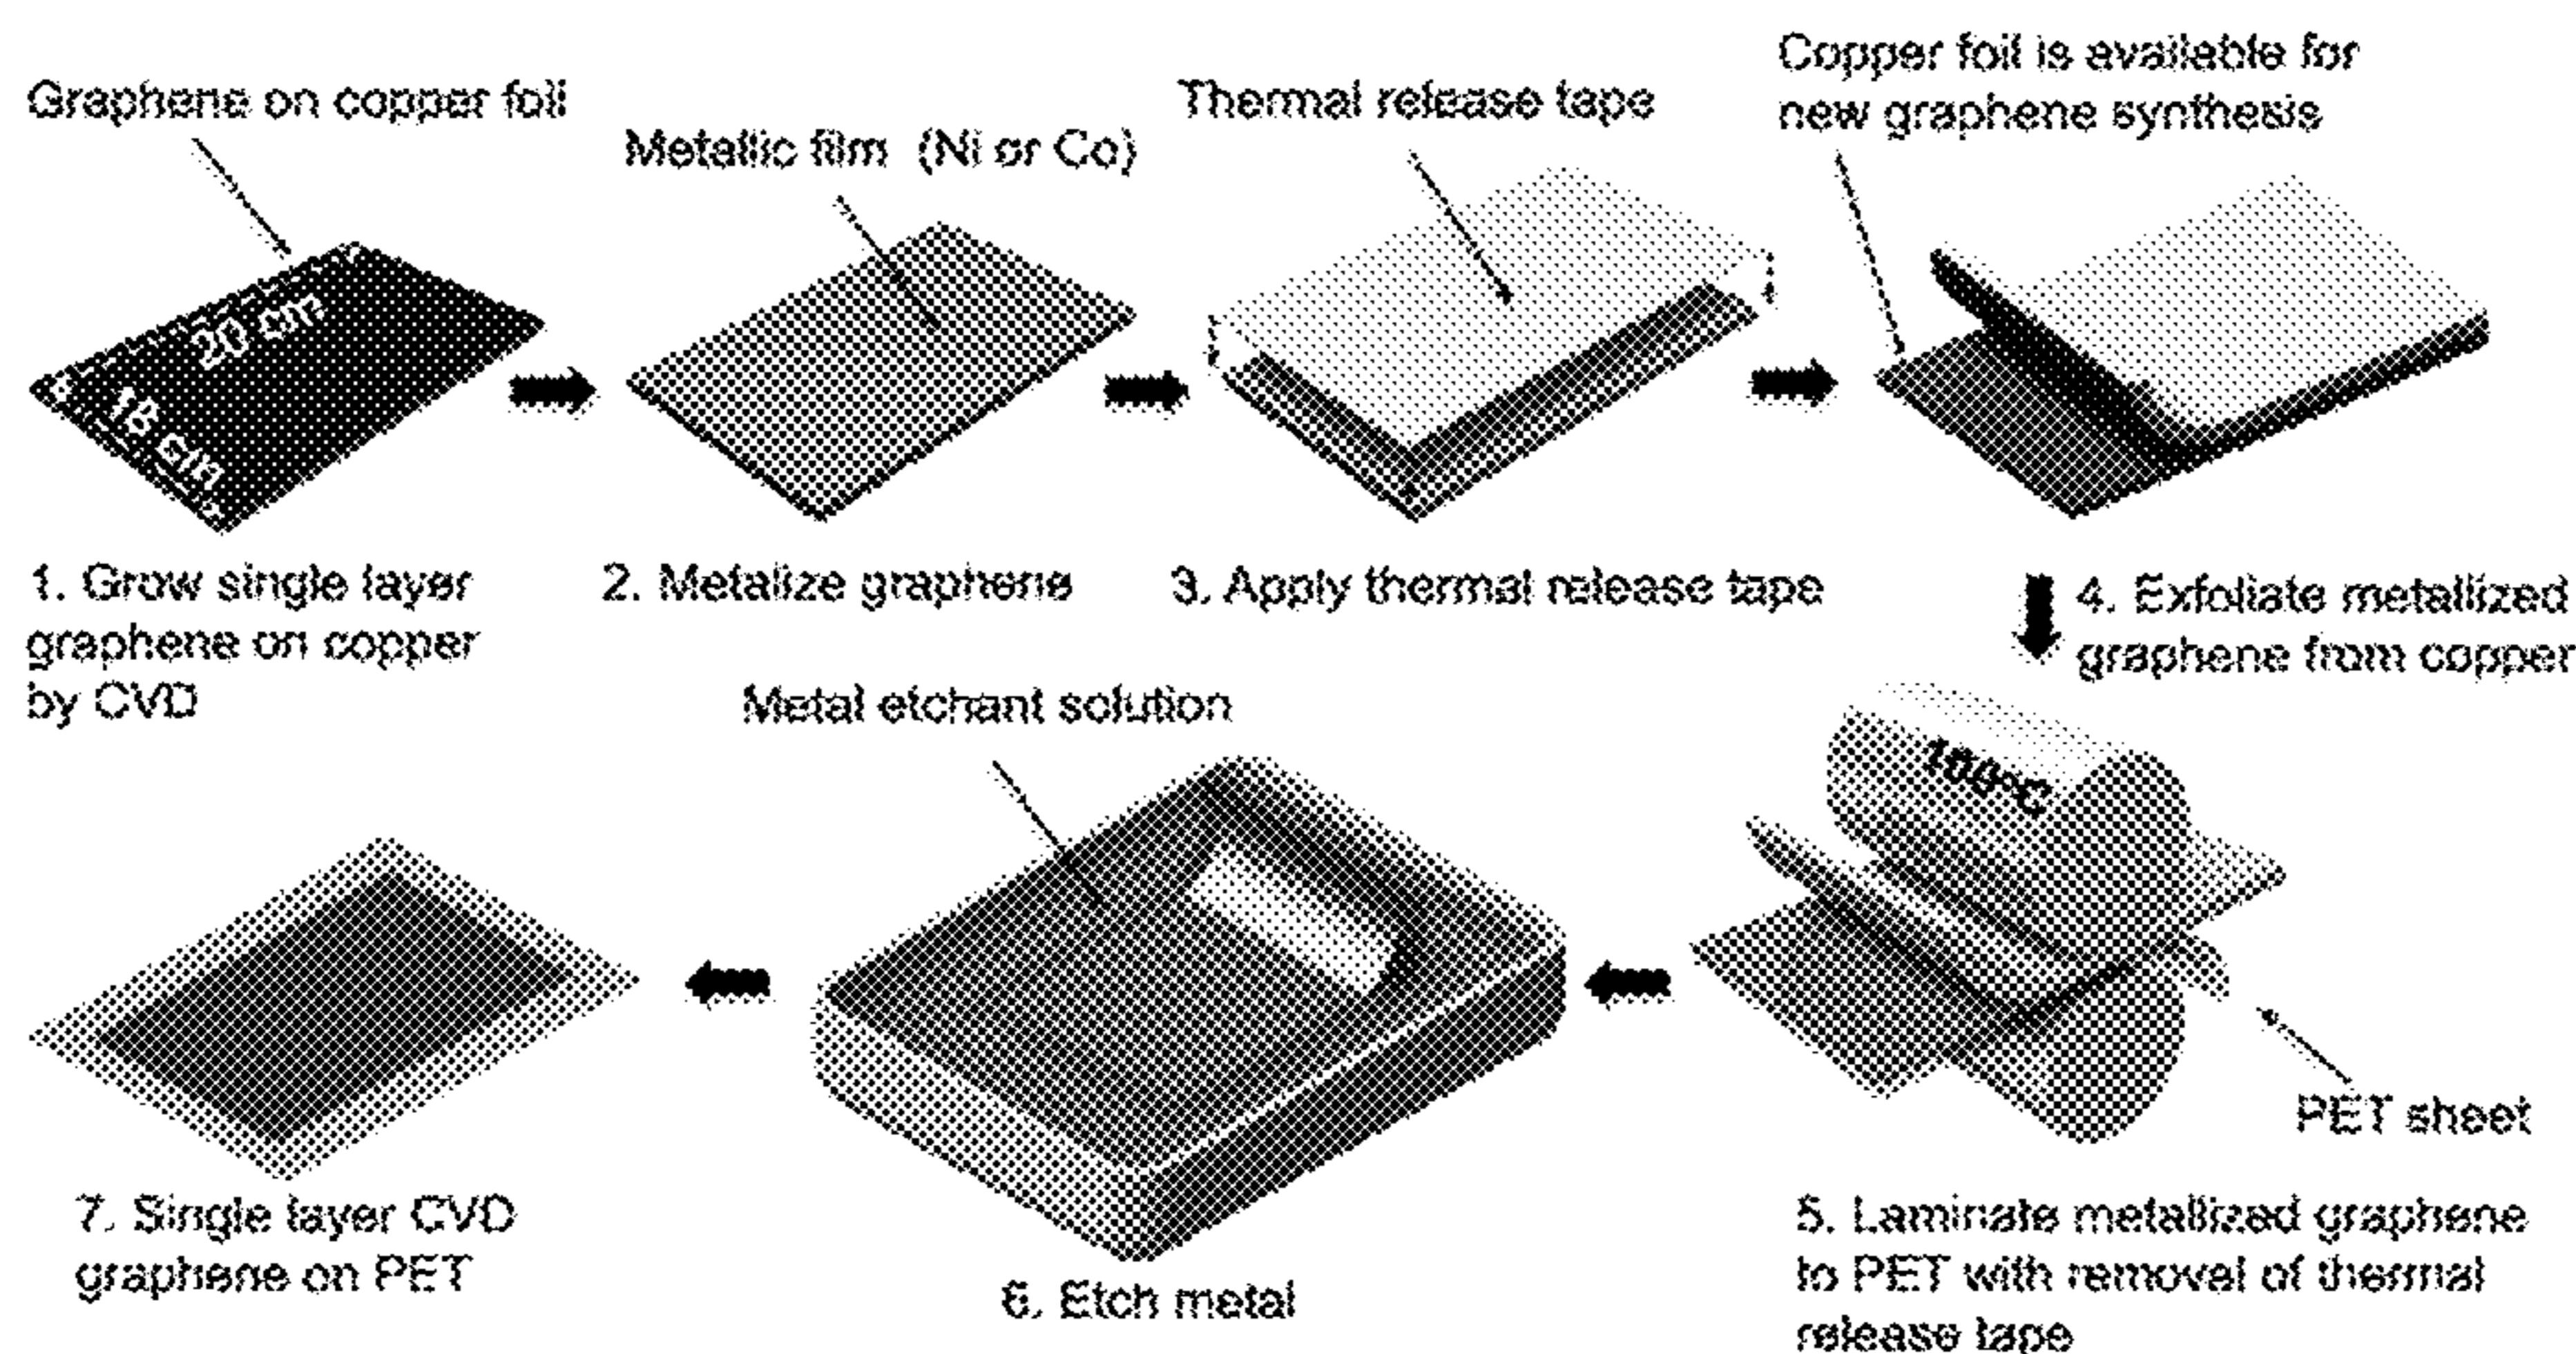 Graphene on copper foil
Metallic film (Ni or Co)
Thermal release tape
Copper foil is available for
new graphene synthesis
20 cm
18 cm
1. Grow single layer
graphene on copper
by CVD
2. Metalize graphene
3. Apply thermal release tape
4. Exfoliate metallized
graphene from copper
Metal etchant solution
100°C
PET sheet
5. Laminate metallized graphene
to PET with removal of thermal
release tape
6. Etch metal
7. Single layer CVD
graphene on PET